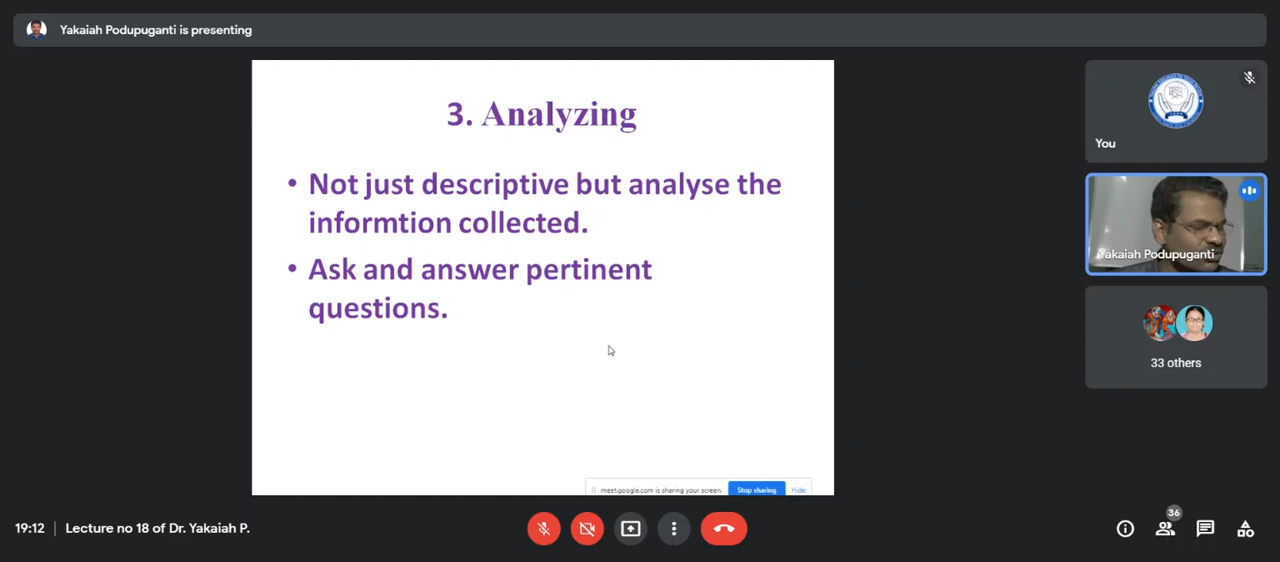 Yakaiah Podupuganti is presenting
3. Analyzing
• Not just descriptive but analyse the
informtion collected.
• Ask and answer pertinent
questions.
You
Yakaiah Podupuganti
33 others
meet.google.com is sharing your screen.
Stop sharing
Hide
19:12
Lecture no 18 of Dr. Yakaiah P.
36